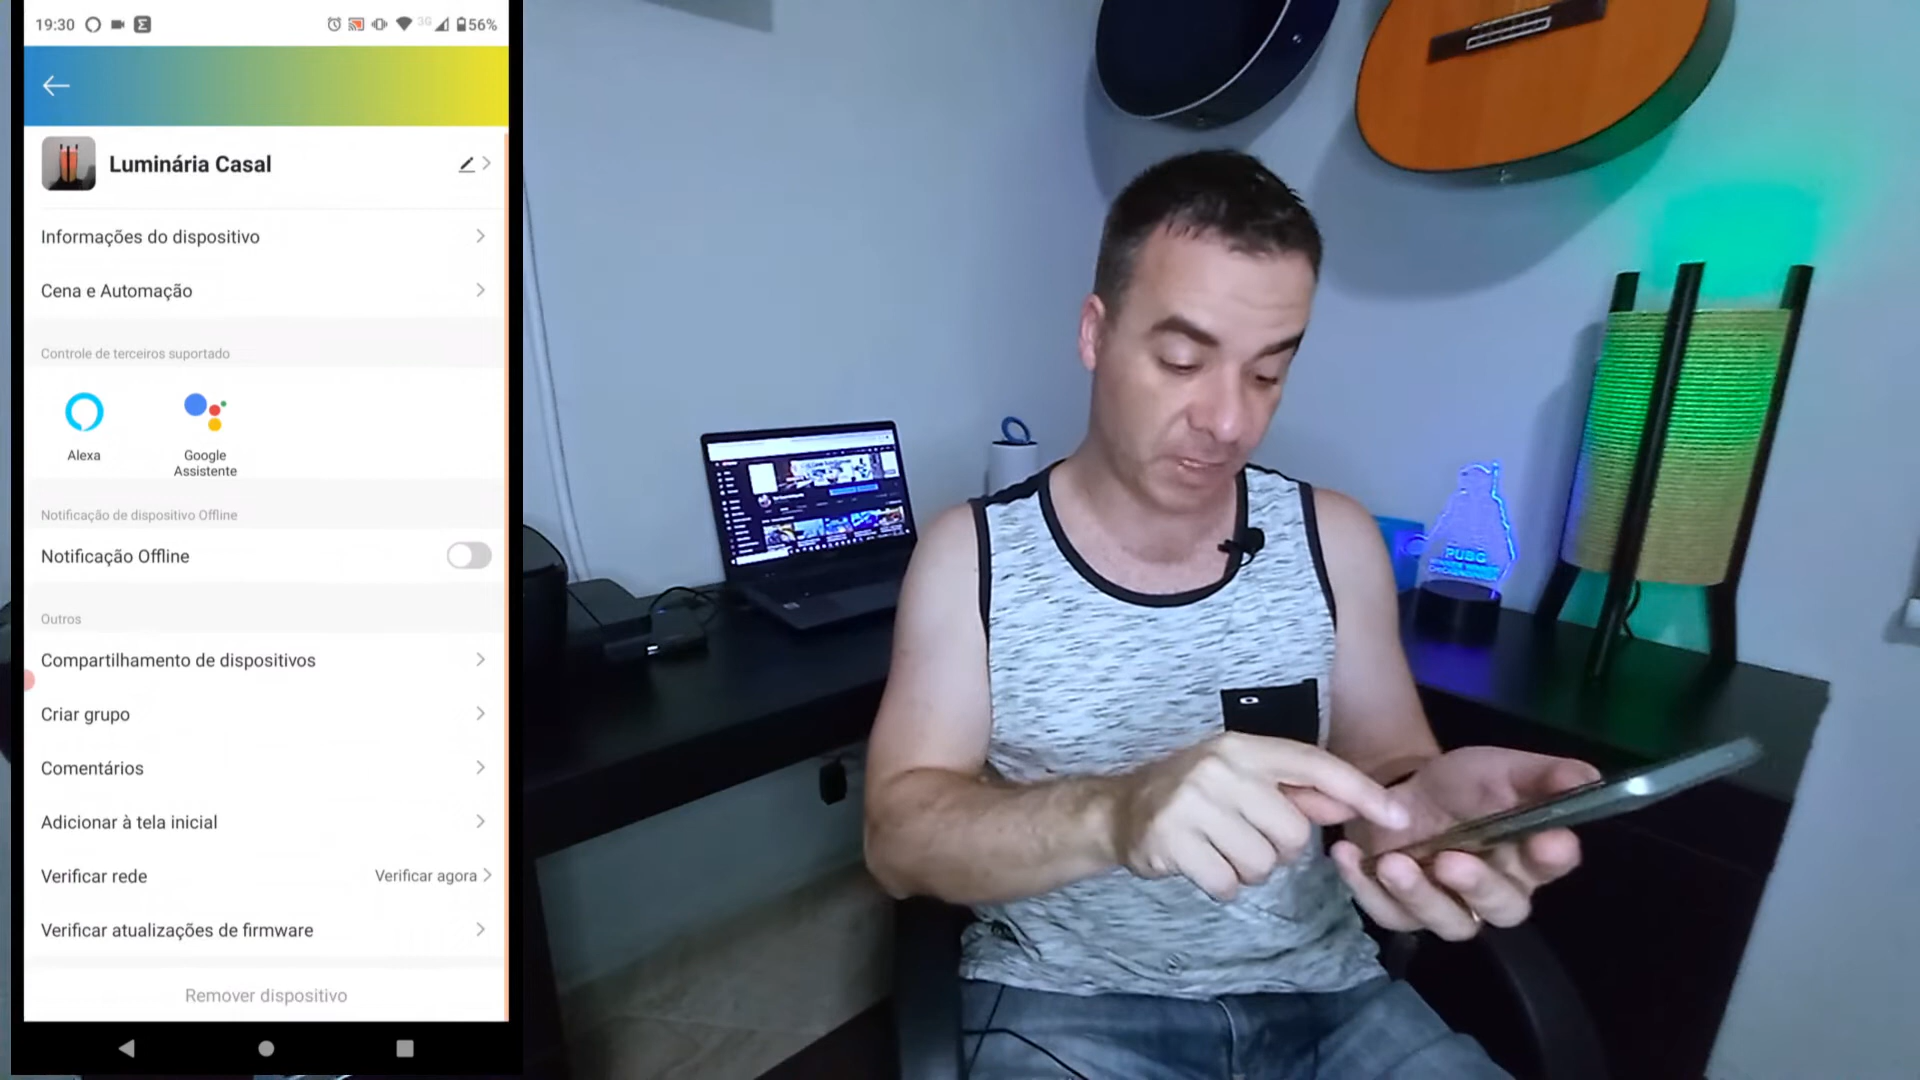 19:30
3G
56%
Luminária Casal
Informações do dispositivo
Cena e Automação
Controle de terceiros suportado
Alexa
Google
Assistente
Notificação de dispositivo Offline
Notificação Offline
Outros
Compartilhamento de dispositivos
Criar grupo
Comentários
Adicionar à tela inicial
Verificar rede
Verificar agora
Verificar atualizações de firmware
Remover dispositivo
PUBG